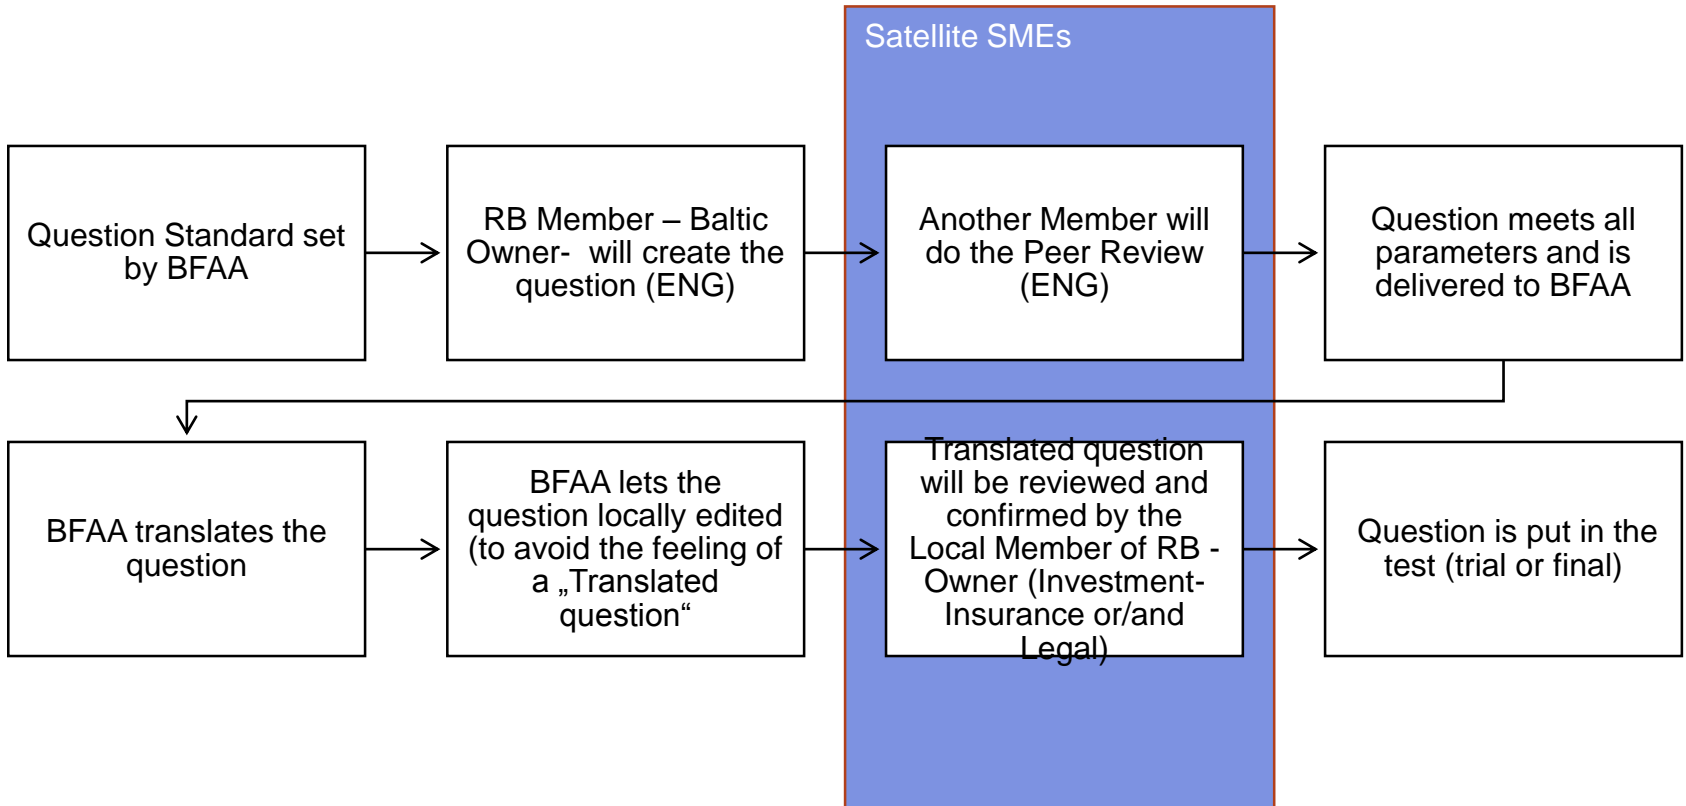 Satellite SMEs
Question Standard set
by BFAA
RB Member – Baltic
Owner- will create the
question (ENG)
Another Member will
do the Peer Review
(ENG)
Question meets all
parameters and is
delivered to BFAA
BFAA translates the
question
BFAA lets the
question locally edited
(to avoid the feeling of
a „Translated
question“
Translated question
will be reviewed and
confirmed by the
Local Member of RB -
Owner (Investment-
Insurance or/and
Legal)
Question is put in the
test (trial or final)